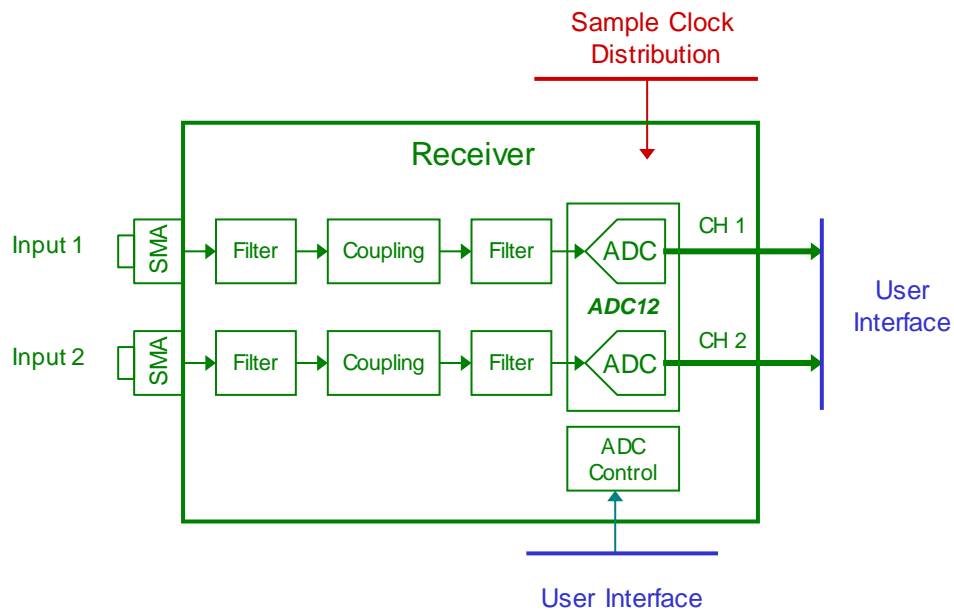 Sample Clock
Distribution
Receiver
Input 1
SMA
Filter
Coupling
Filter
ADC
CH 1
ADC12
User
Interface
Input 2
SMA
Filter
Coupling
Filter
ADC
CH 2
ADC
Control
User Interface